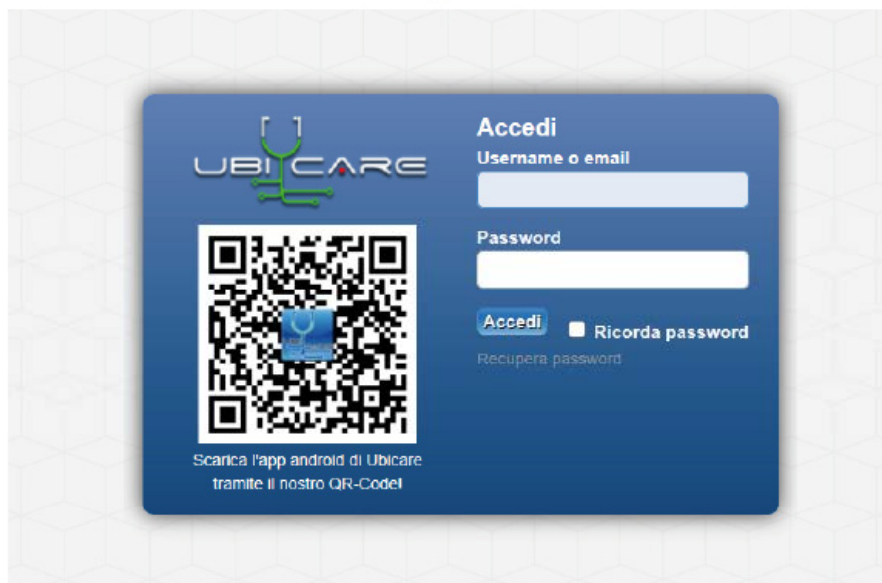 UBICARE
Scarica l'app android di Ubicare
tramite il nostro QR-Code!
Accedi
Username o email
Password
Accedi
Ricorda password
Recupera password